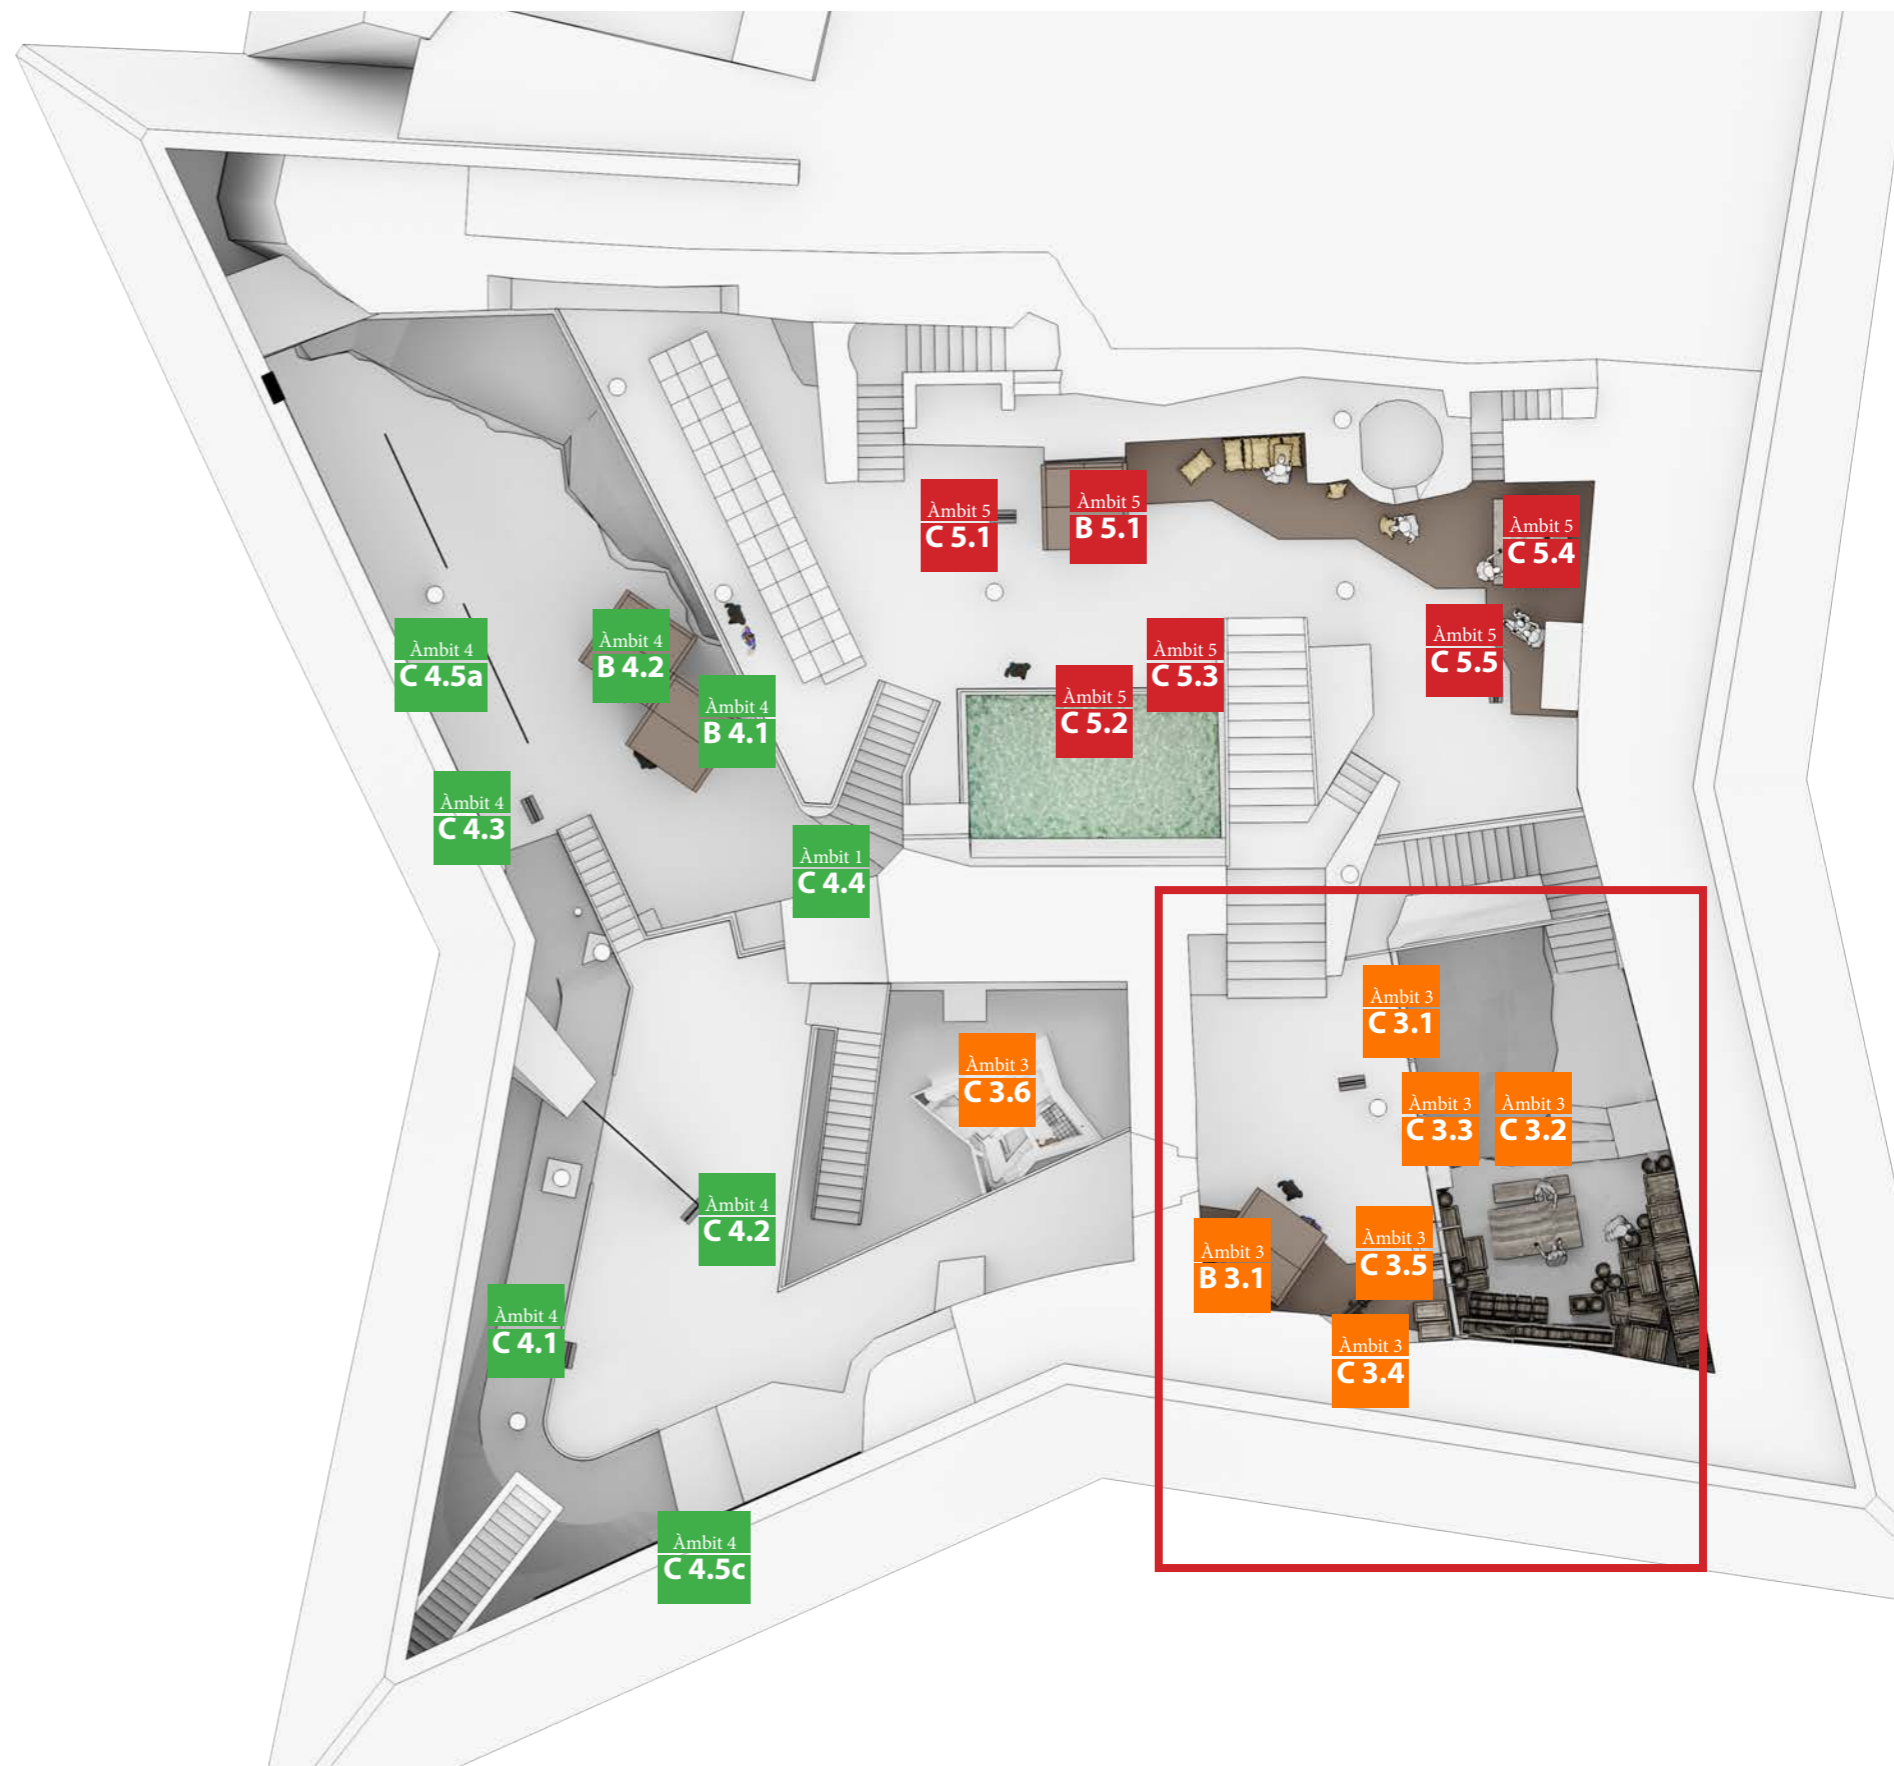 Àmbit 5
C 5.1
Àmbit 5
B 5.1
Àmbit 5
C 5.4
Àmbit 4
C 4.5a
Àmbit 4
B 4.2
Àmbit 4
B 4.1
Àmbit 5
C 5.2
Àmbit 5
C 5.3
Àmbit 5
C 5.5
Àmbit 4
C 4.3
Àmbit 1
C 4.4
Àmbit 3
C 3.1
Àmbit 3
C 3.6
Àmbit 3
C 3.3
Àmbit 3
C 3.2
Àmbit 4
C 4.2
Àmbit 3
B 3.1
Àmbit 3
C 3.5
Àmbit 4
C 4.1
Àmbit 3
C 3.4
Àmbit 4
C 4.5c